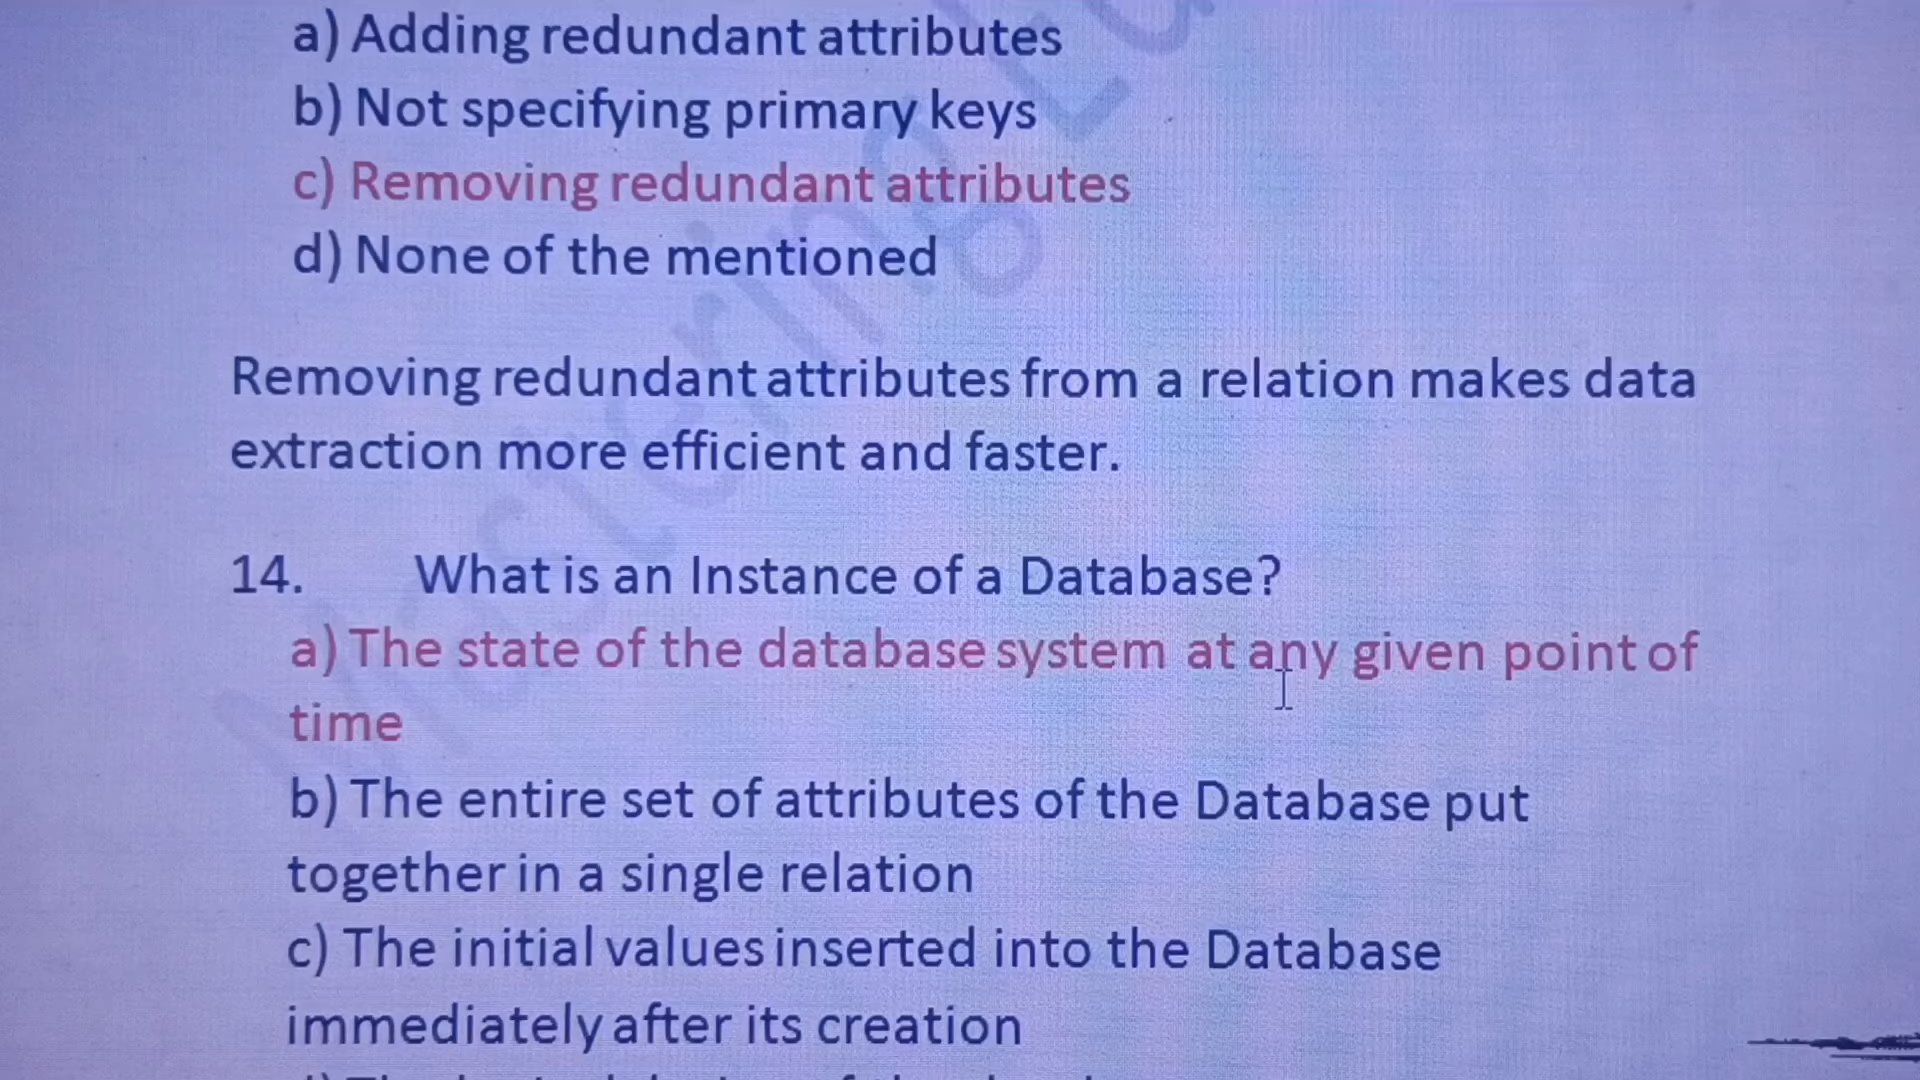 a) Adding redundant attributes
b) Not specifying primary keys
c) Removing redundant attributes
d) None of the mentioned
Removing redundant attributes from a relation makes data
extraction more efficient and faster.
14. What is an Instance of a Database?
a) The state of the database system at any given point of
time
b) The entire set of attributes of the Database put
together in a single relation
c) The initial values inserted into the Database
immediately after its creation
Mastering